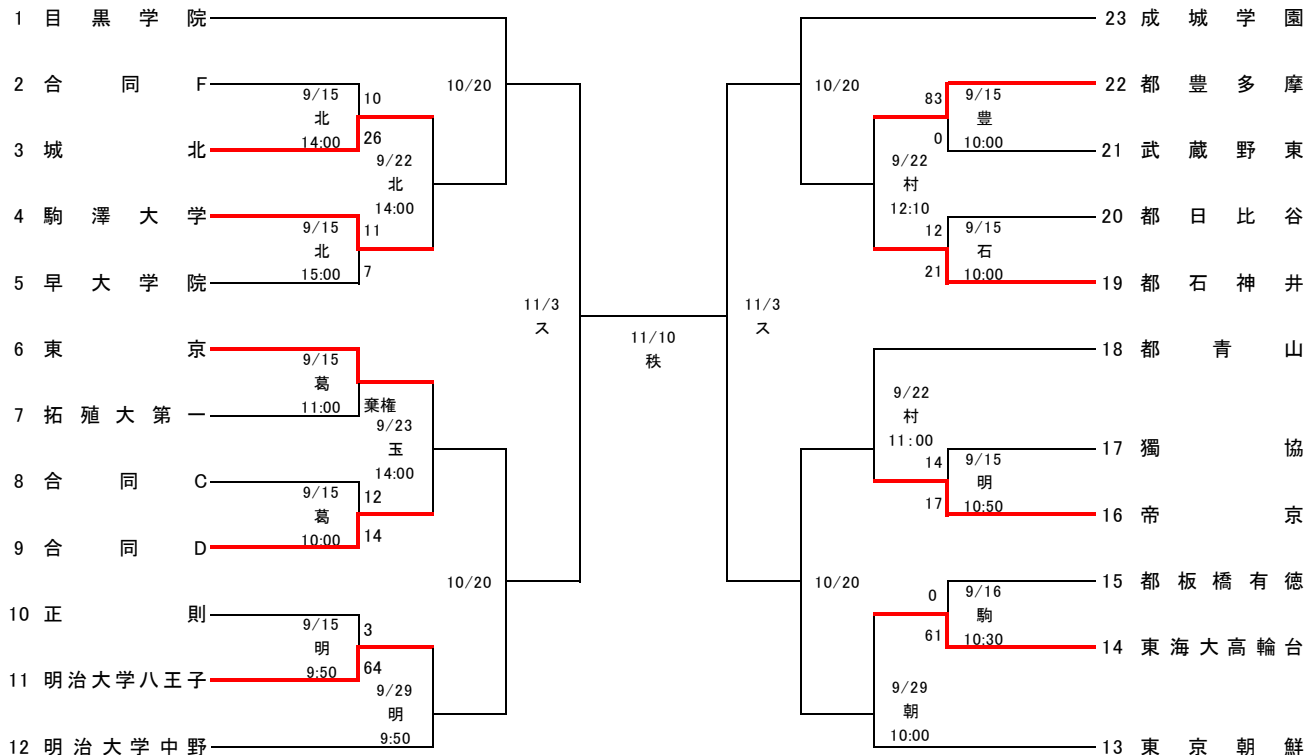 1 目黒学院
2 合同F
9/15
北
14:00
10
26
3 城北
9/22
北
14:00
4 駒澤大学
9/15
北
15:00
11
7
5 早大学院
10/20
6 東京
9/15
葛
11:00
棄権
7 拓殖大第一
9/23
玉
14:00
8 合同C
9/15
葛
10:00
12
14
9 合同D
10/20
10 正則
9/15
明
9:50
3
64
11 明治大学八王子
9/29
明
9:50
12 明治大学中野
11/3
ス
11/10
秩
11/3
ス
23 成城学園
10/20
22 都豊多摩
83
0
9/15
豊
10:00
21 武蔵野東
9/22
村
12:10
20 都日比谷
12
21
9/15
石
10:00
19 都石神井
18 都青山
9/22
村
11:00
17 獨協
14
17
9/15
明
10:50
16 帝京
10/20
15 都板橋有徳
0
61
9/16
駒
10:30
14 東海大高輪台
9/29
朝
10:00
13 東京朝鮮